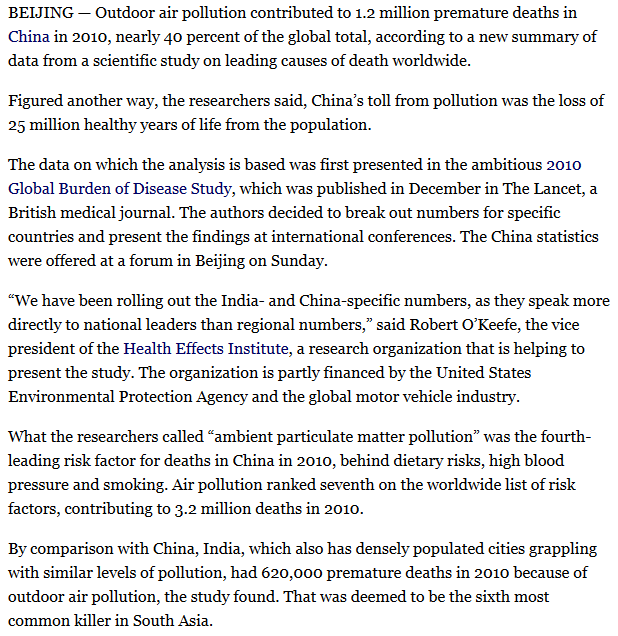 BEIJING — Outdoor air pollution contributed to 1.2 million premature deaths in
China in 2010, nearly 40 percent of the global total, according to a new summary of
data from a scientific study on leading causes of death worldwide.
Figured another way, the researchers said, China’s toll from pollution was the loss of
25 million healthy years of life from the population.
The data on which the analysis is based was first presented in the ambitious 2010
Global Burden of Disease Study, which was published in December in The Lancet, a
British medical journal. The authors decided to break out numbers for specific
countries and present the findings at international conferences. The China statistics
were offered at a forum in Beijing on Sunday.
“We have been rolling out the India- and China-specific numbers, as they speak more
directly to national leaders than regional numbers,” said Robert O’Keefe, the vice
president of the Health Effects Institute, a research organization that is helping to
present the study. The organization is partly financed by the United States
Environmental Protection Agency and the global motor vehicle industry.
What the researchers called “ambient particulate matter pollution” was the fourth-
leading risk factor for deaths in China in 2010, behind dietary risks, high blood
pressure and smoking. Air pollution ranked seventh on the worldwide list of risk
factors, contributing to 3.2 million deaths in 2010.
By comparison with China, India, which also has densely populated cities grappling
with similar levels of pollution, had 620,000 premature deaths in 2010 because of
outdoor air pollution, the study found. That was deemed to be the sixth most
common killer in South Asia.